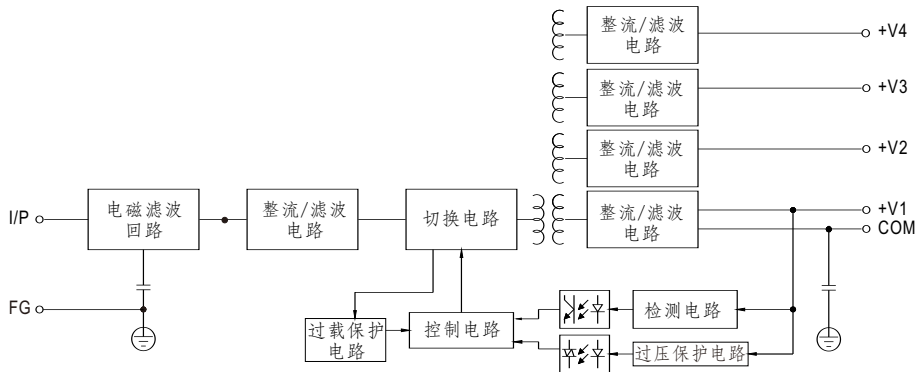 整流/滤波
电路
+V4
整流/滤波
电路
+V3
整流/滤波
电路
+V2
I/P
电磁滤波
回路
整流/滤波
电路
切换电路
整流/滤波
电路
+V1
COM
FG
过载保护
电路
控制电路
检测电路
过压保护电路